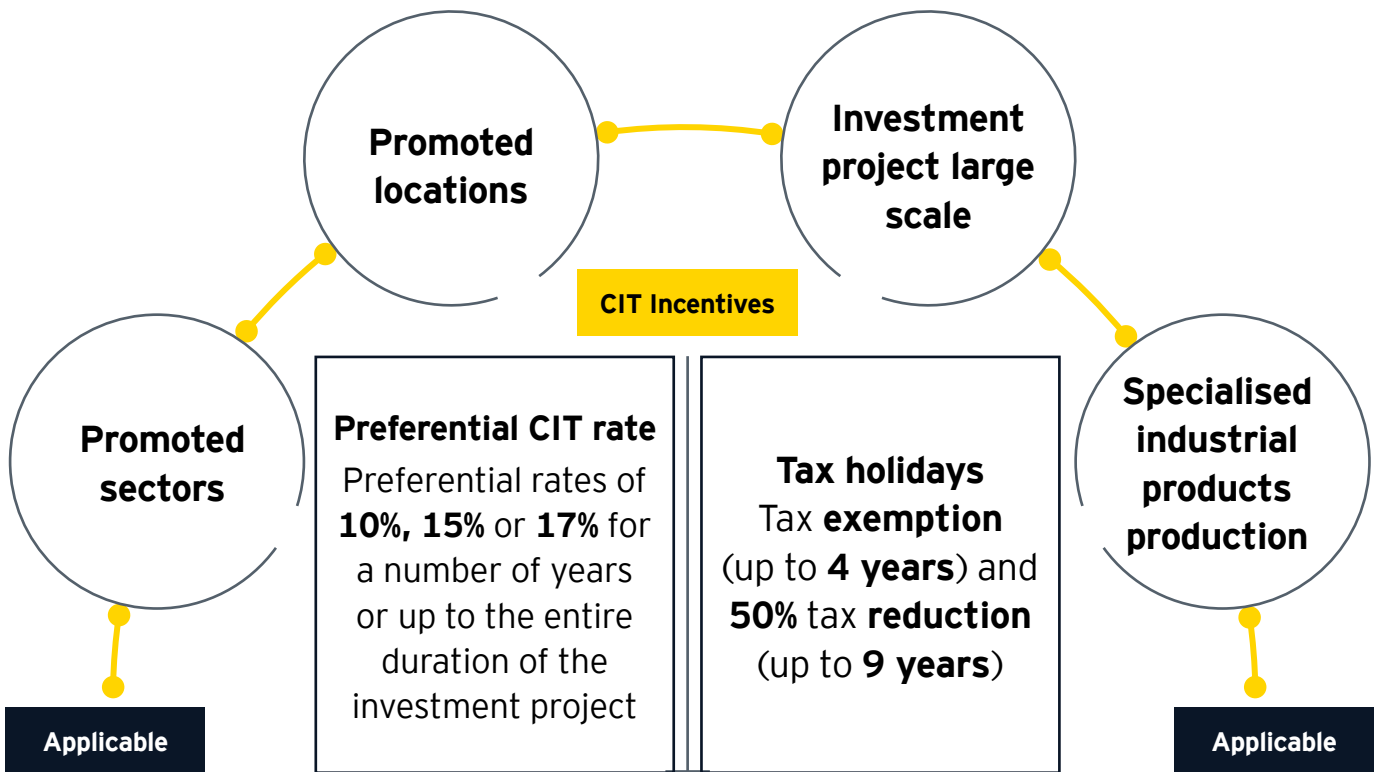 Promoted
locations
Investment
project large
scale
CIT Incentives
Promoted
sectors
Preferential CIT rate
Preferential rates of
10%, 15% or 17% for
a number of years
or up to the entire
duration of the
investment project
Tax holidays
Tax exemption
(up to 4 years) and
50% tax reduction
(up to 9 years)
Specialised
industrial
products
production
Applicable
Applicable